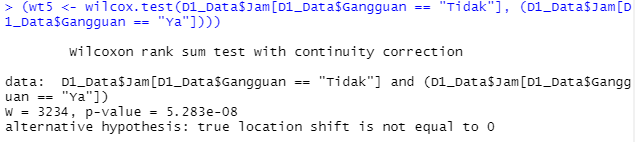 > (wt5 <- wilcox.test(D1_Data$Jam[D1_Data$Gangguan == "Tidak"], (D1_Data$Jam[D
1_Data$Gangguan == "Ya"])))
Wilcoxon rank sum test with continuity correction
data:  D1_Data$Jam[D1_Data$Gangguan == "Tidak"] and (D1_Data$Jam[D1_Data$Gangg
uan == "Ya"])
W = 3234, p-value = 5.283e-08
alternative hypothesis: true location shift is not equal to 0